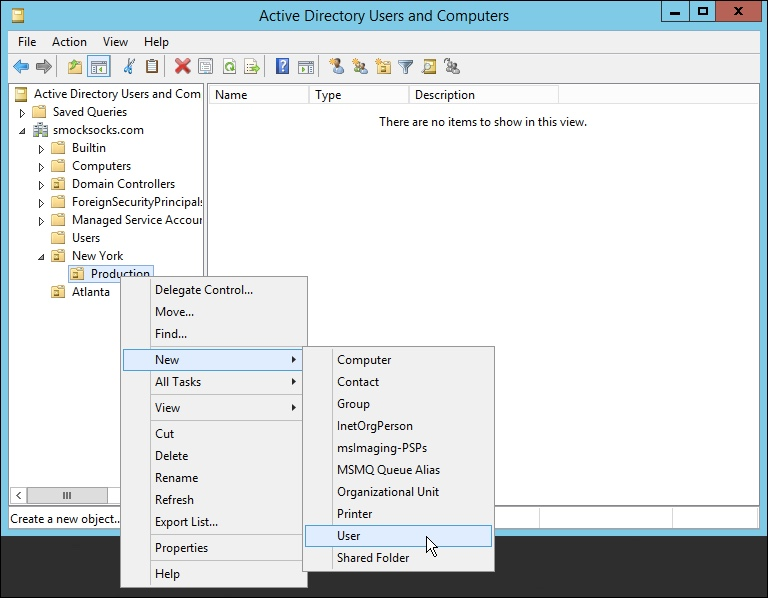 Active Directory Users and Computers
File Action View Help
Active Directory Users and Com
Saved Queries
smocksocks.com
Builtin
Computers
Domain Controllers
ForeignSecurityPrincipals
Managed Service Accour
Users
New York
Production
Atlanta
Name Type Description
There are no items to show in this view.
Delegate Control...
Move...
Find...
New
All Tasks
View
Cut
Delete
Rename
Refresh
Export List...
Properties
Help
Computer
Contact
Group
InetOrgPerson
msImaging-PSPs
MSMQ Queue Alias
Organizational Unit
Printer
User
Shared Folder
Create a new object...